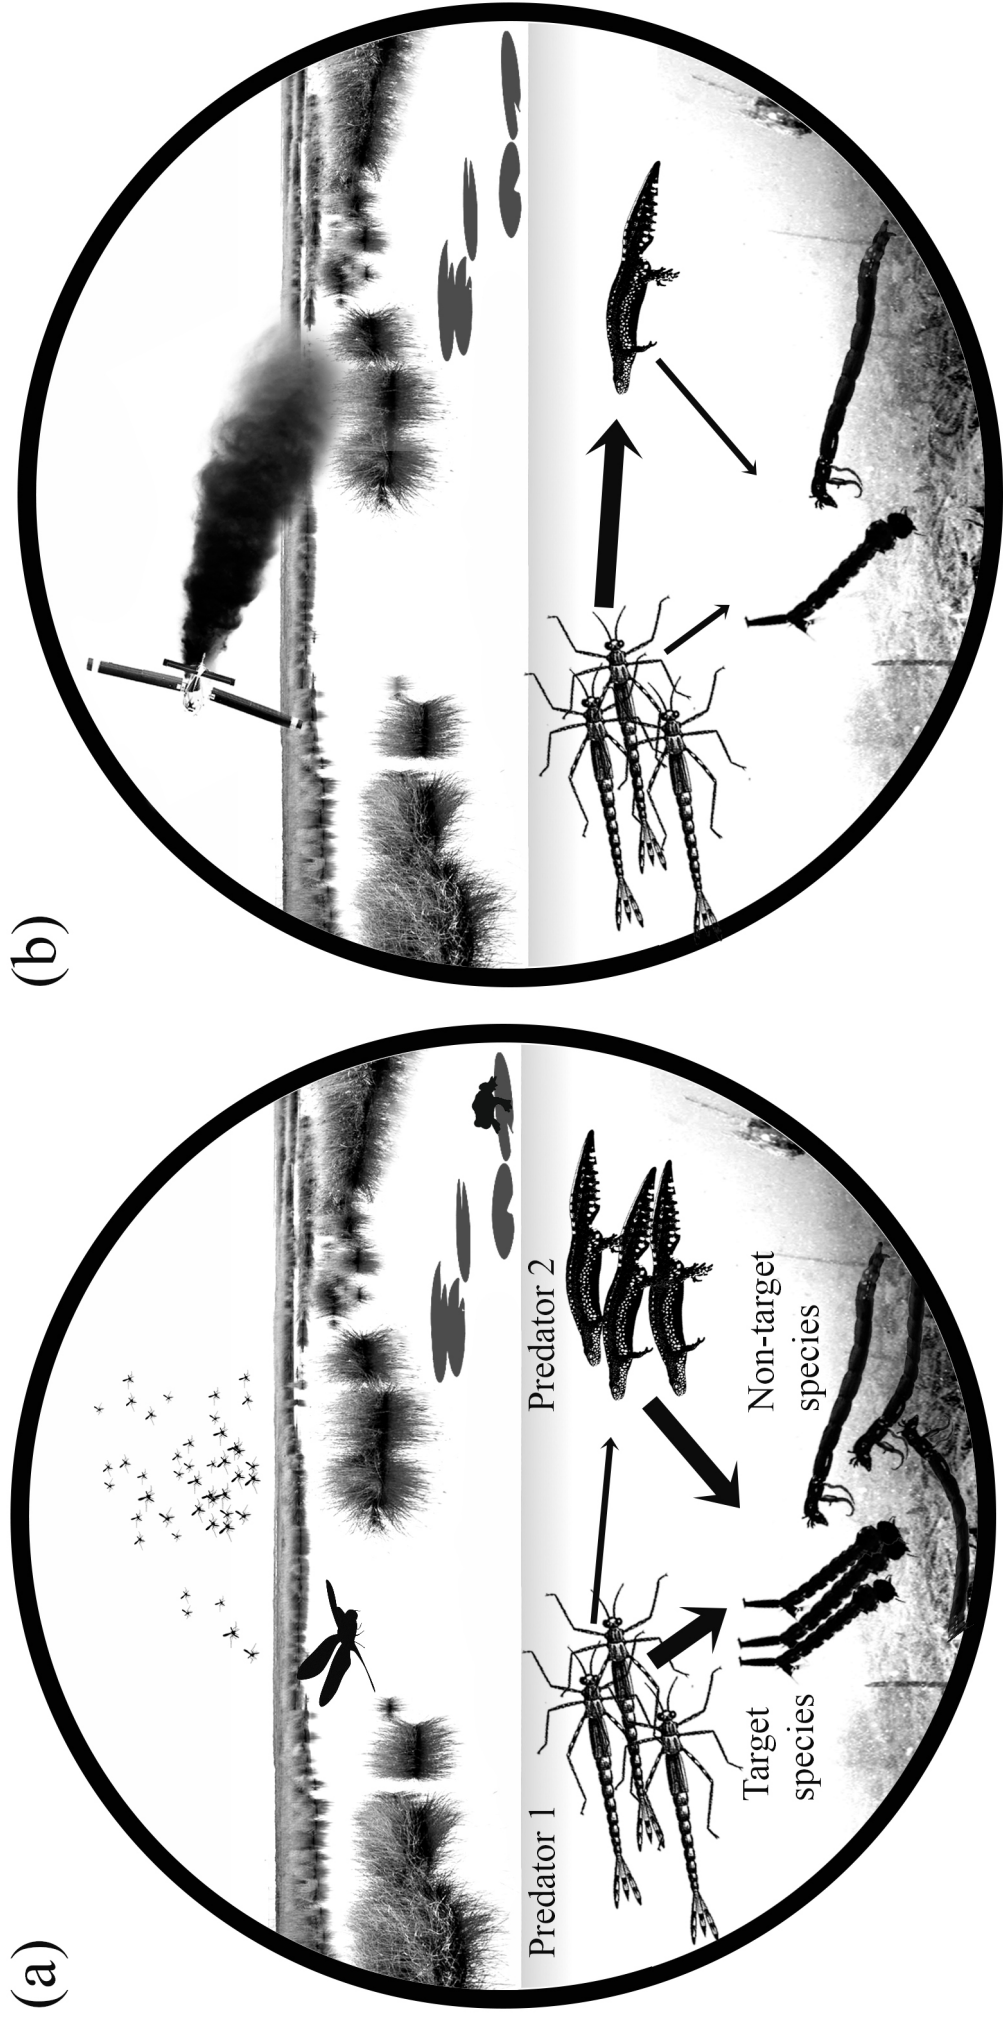 (a)
(b)
Predator 1
Predator 2
Target
species
Non-target
species